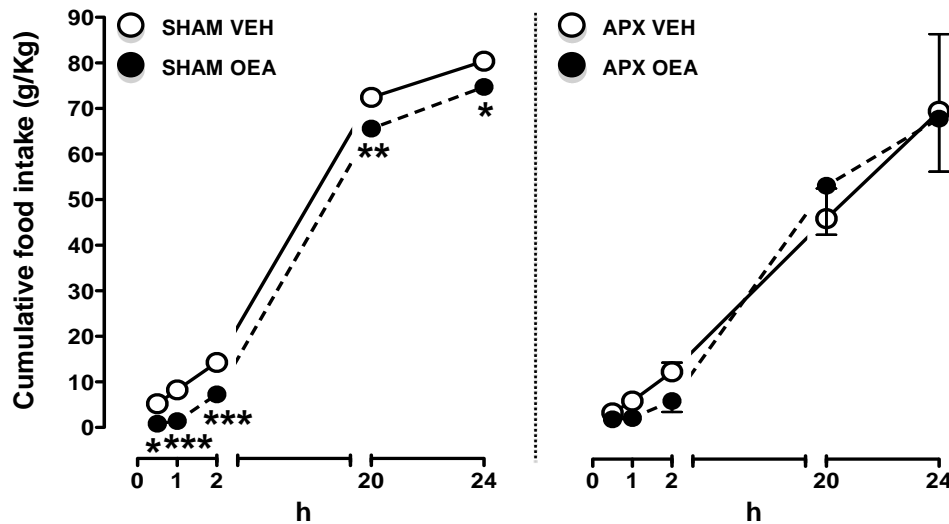 Cumulative food intake (g/Kg)
90
80
70
60
50
40
30
20
10
0
SHAM VEH
SHAM OEA
*
***
***
**
*
0 1 2 20 24
h
APX VEH
APX OEA
0 1 2 20 24
h